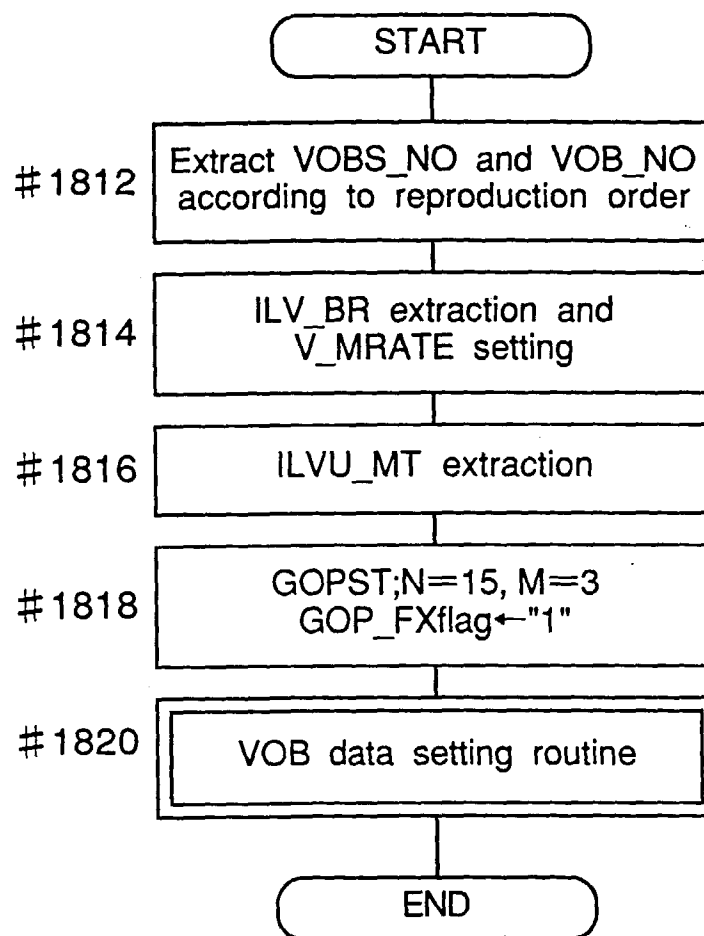 START
#1812
Extract VOBS_NO and VOB_NO
according to reproduction order
#1814
ILV_BR extraction and
V_MRATE setting
#1816
ILVU_MT extraction
#1818
GOPST;N=15, M=3
GOP_FXflag←"1"
#1820
VOB data setting routine
END